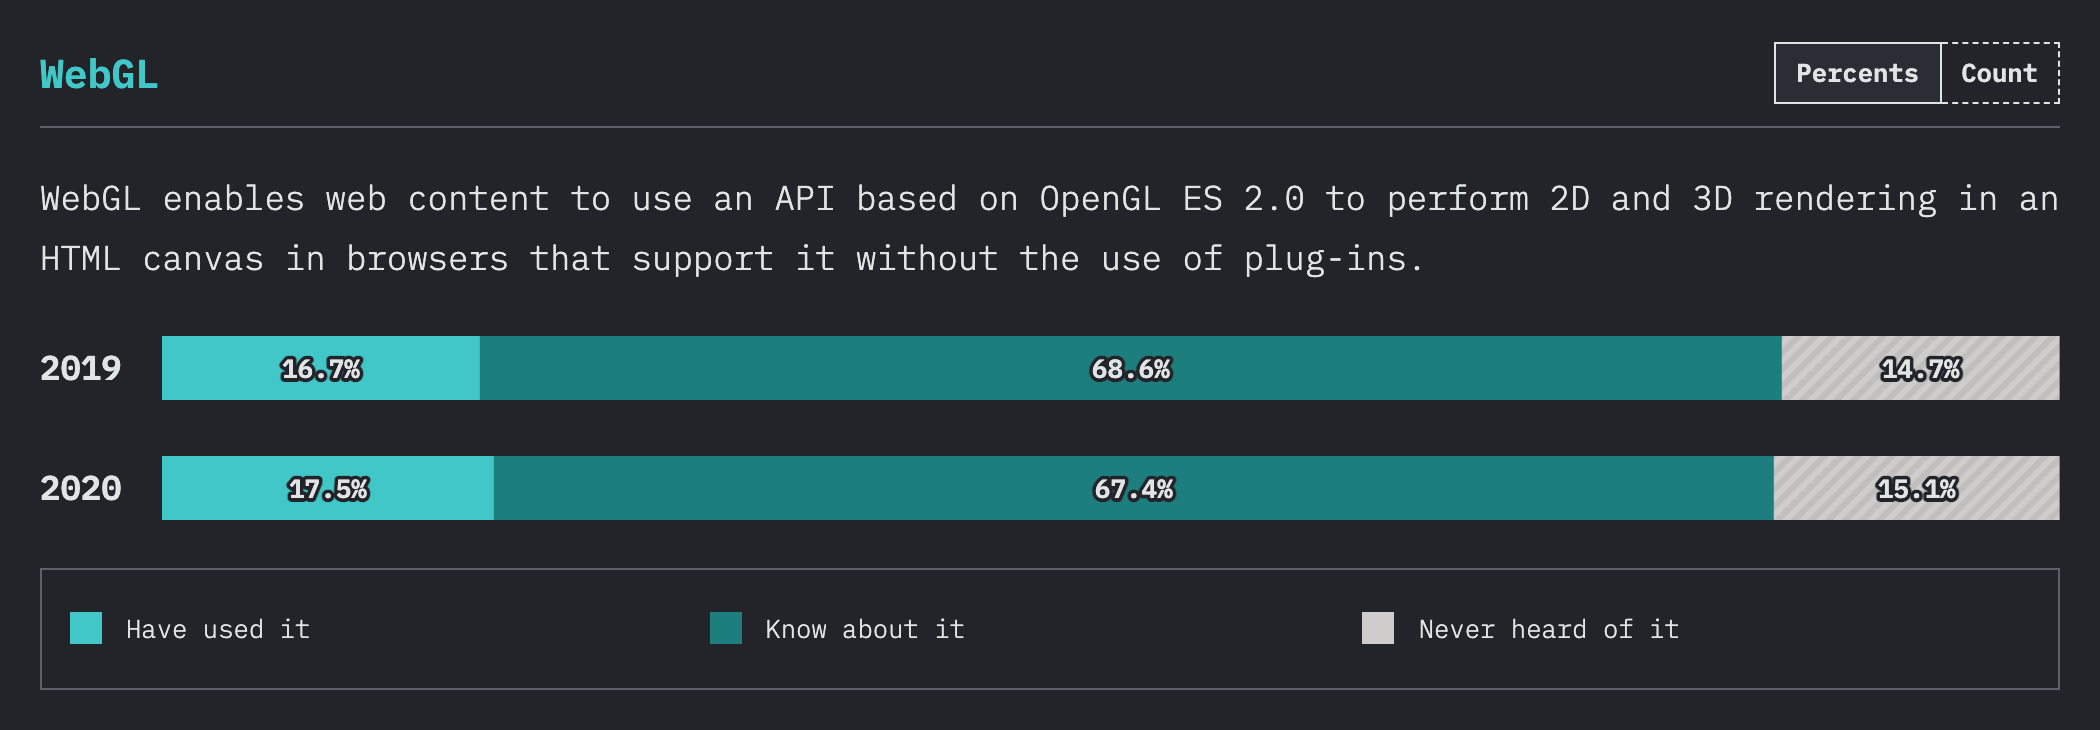 WebGL
Percents Count
WebGL enables web content to use an API based on OpenGL ES 2.0 to perform 2D and 3D rendering in an
HTML canvas in browsers that support it without the use of plug-ins.
2019 16.7% 68.6% 14.7%
2020 17.5% 67.4% 15.1%
Have used it Know about it Never heard of it